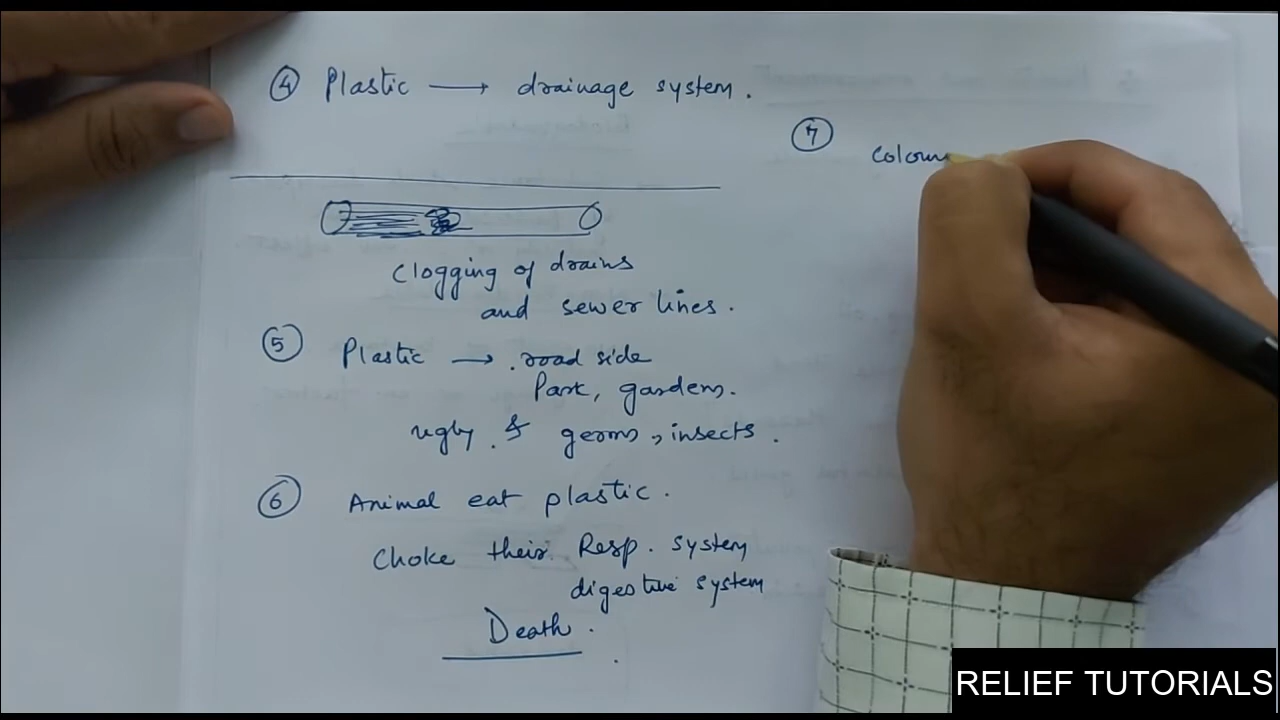 ④ Plastic → drainage system.
Clogging of drains
and sewer lines.
⑤ Plastic → road side
Park, gardens.
ugly & germs, insects.
⑥ Animal eat plastic.
Choke their Resp. system
digestive system
Death.
⑦
Colour
RELIEF TUTORIALS